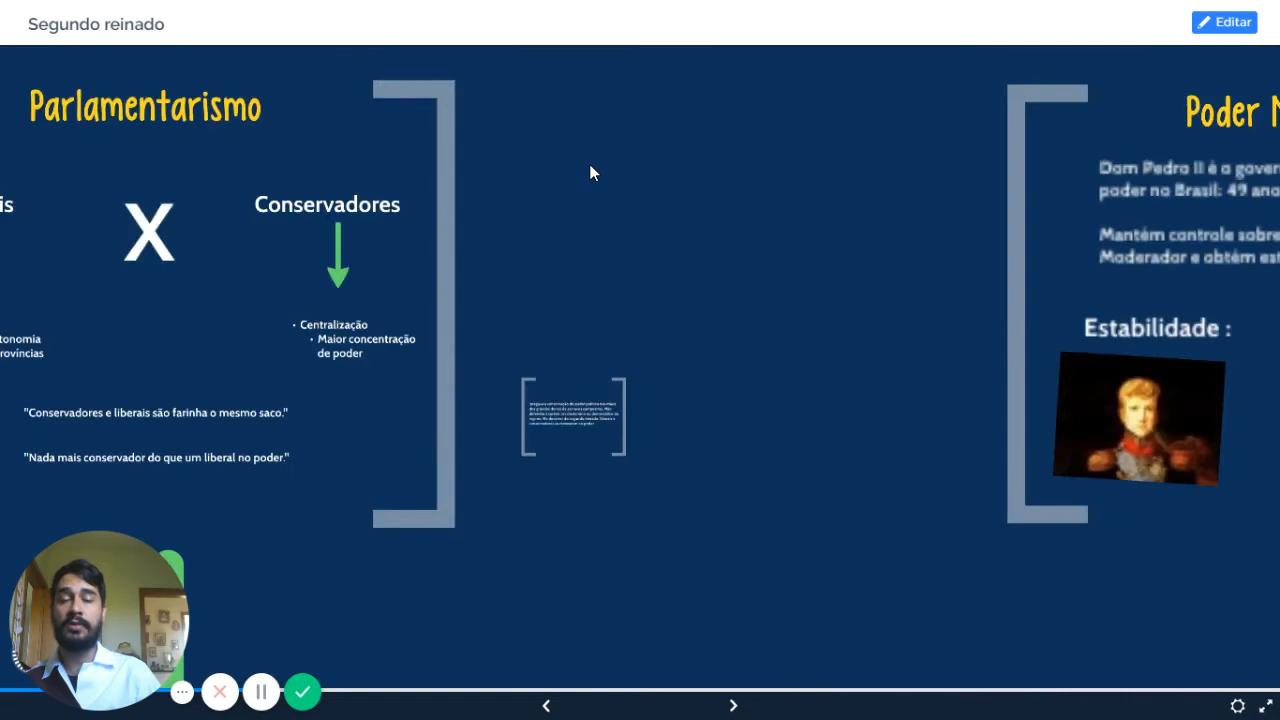 Segundo reinado
Editar
Parlamentarismo
is
X
Conservadores
• Centralização
• Maior concentração
de poder
tonomia
rovíncias
"Conservadores e liberais são farinha o mesmo saco."
"Nada mais conservador do que um liberal no poder."
Poder
Dom Pedro II é o gover
poder no Brasil: 49 ano
Mantém controle sobre
Moderador e obtém est
Estabilidade :